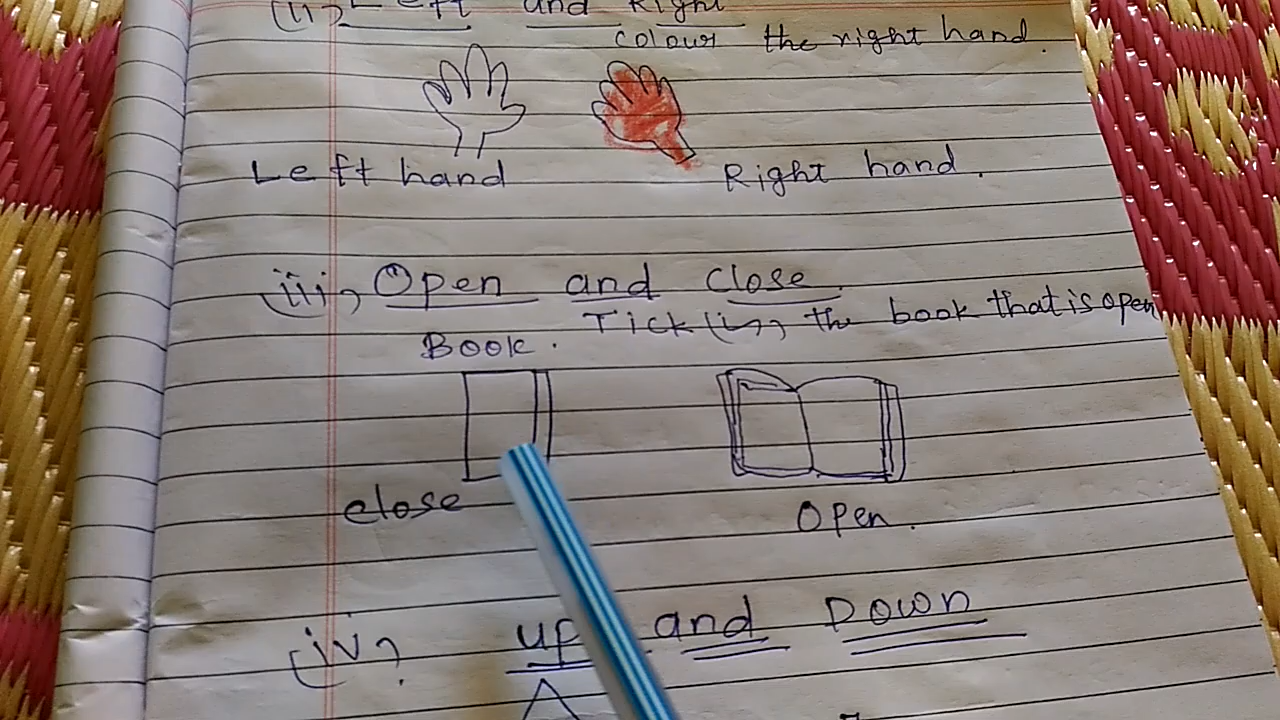 (ii) Left and Right
colour the right hand.
Left hand Right hand.
(iii) Open and Close.
Tick (✓) the book that is open
Book.
close Open.
(iv) up and Down